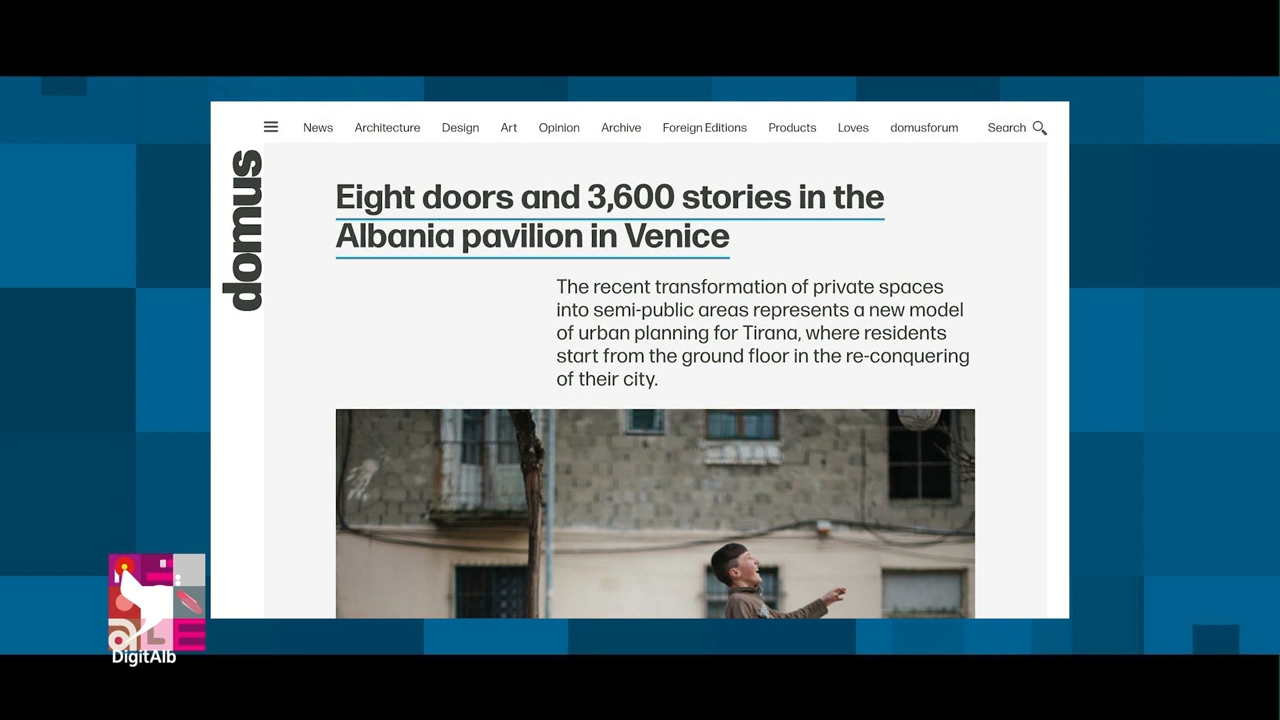 News Architecture Design Art Opinion Archive Foreign Editions Products Loves domusforum Search
domus
Eight doors and 3,600 stories in the
Albania pavilion in Venice
The recent transformation of private spaces
into semi-public areas represents a new model
of urban planning for Tirana, where residents
start from the ground floor in the re-conquering
of their city.
DigitAlb